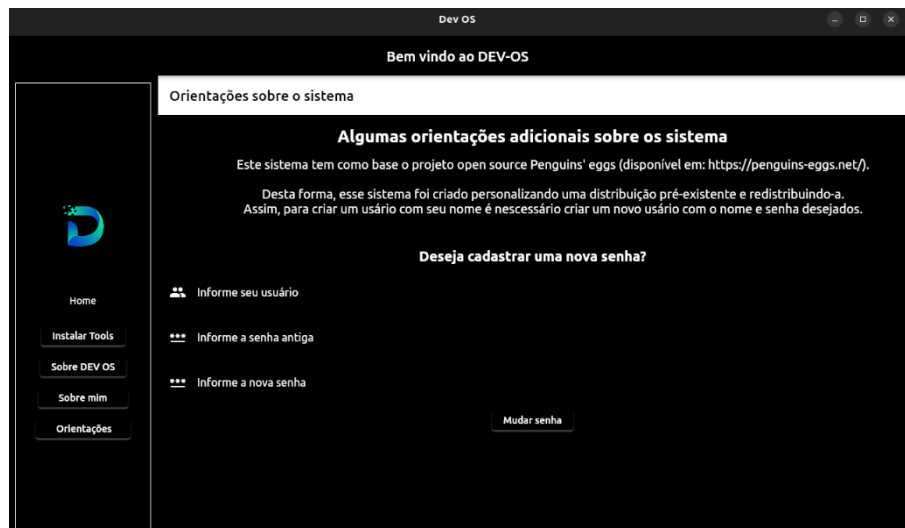 Dev OS
Bem vindo ao DEV-OS
Orientações sobre o sistema
Algumas orientações adicionais sobre os sistema
Este sistema tem como base o projeto open source Penguins' eggs (disponível em: https://penguins-eggs.net/).
Desta forma, esse sistema foi criado personalizando uma distribuição pré-existente e redistribuindo-a.
Assim, para criar um usário com seu nome é nescessário criar um novo usário com o nome e senha desejados.
Deseja cadastrar uma nova senha?
Home
Instalar Tools
Sobre DEV OS
Sobre mim
Orientações
Informe seu usuário
Informe a senha antiga
Informe a nova senha
Mudar senha